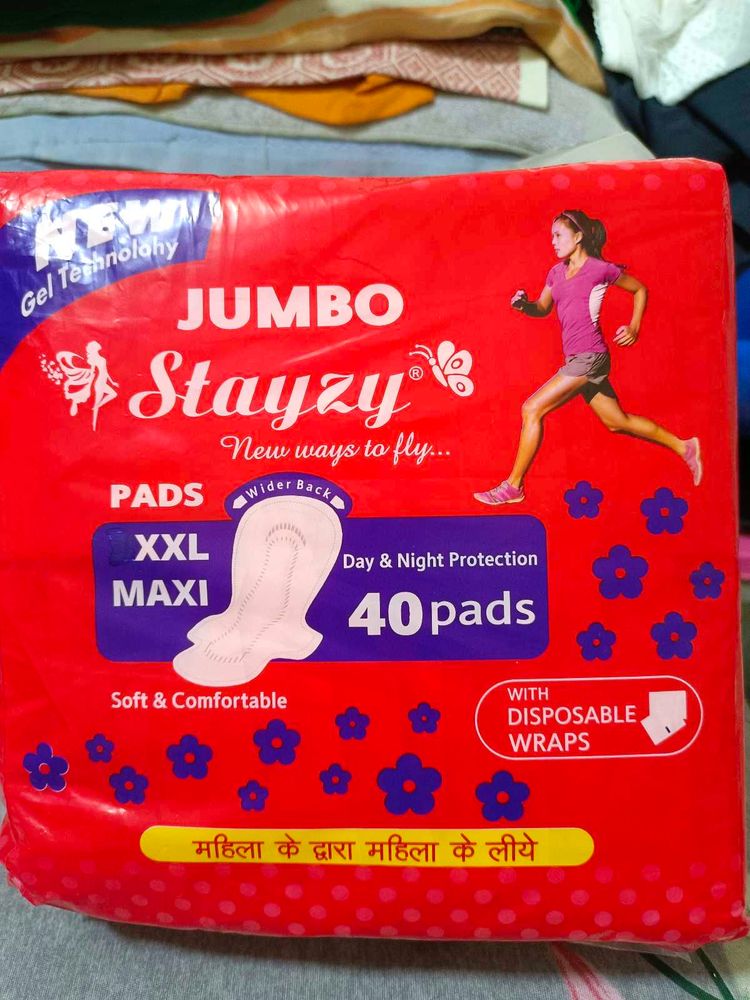 NEW
Gel Technolohy
JUMBO
Stayzy®
New ways to fly...
PADS
Wider Back
XXL
MAXI
Day & Night Protection
40 pads
Soft & Comfortable
WITH
DISPOSABLE
WRAPS
महिला के द्वारा महिला के लीये